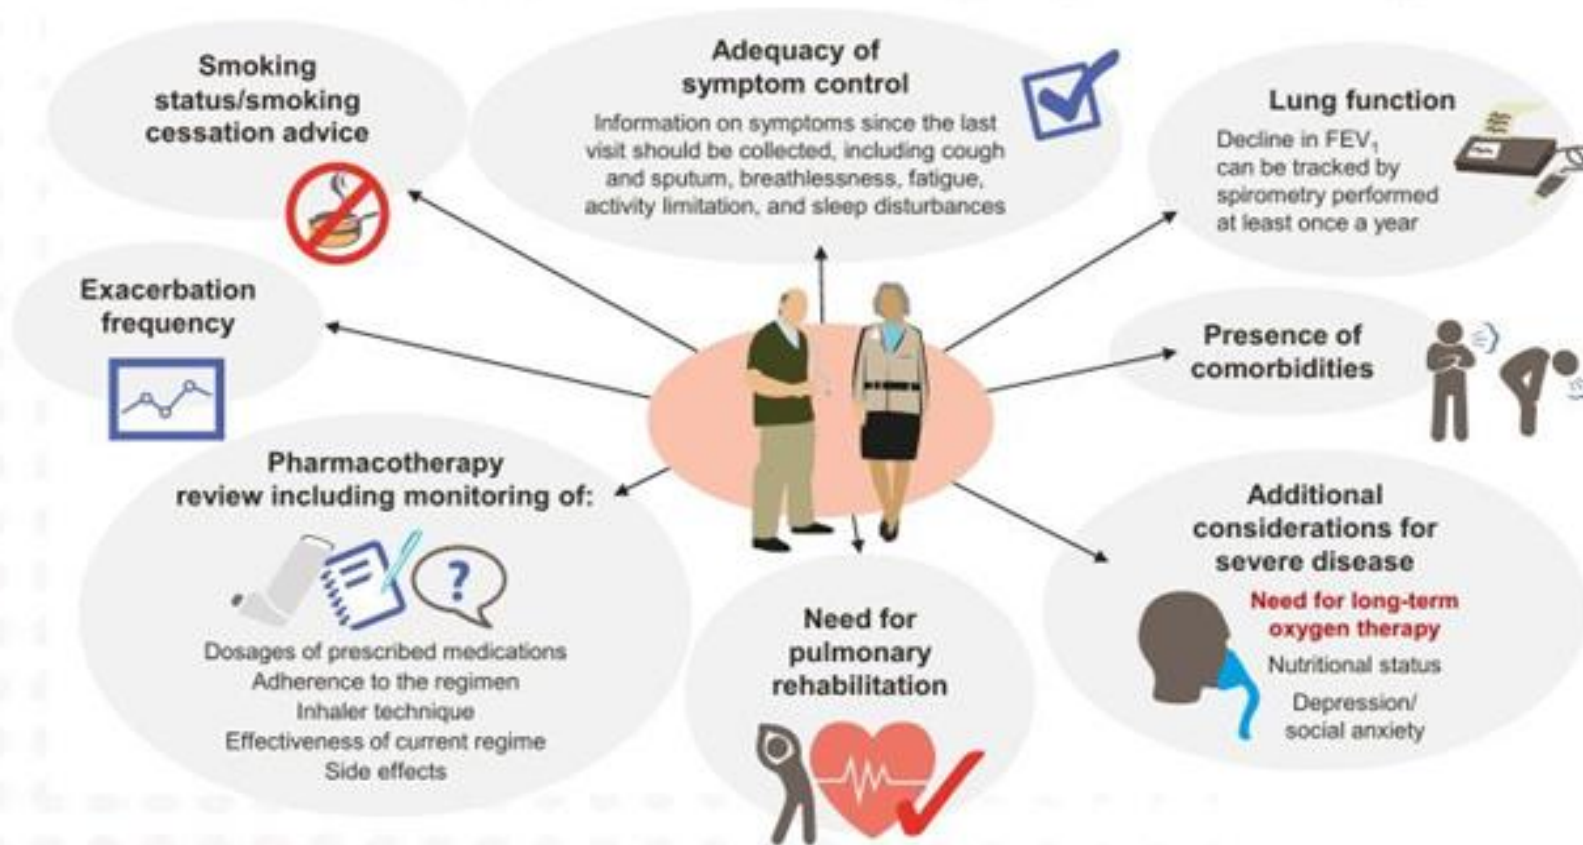 Smoking
status/smoking
cessation advice
Adequacy of
symptom control
Information on symptoms since the last
visit should be collected, including cough
and sputum, breathlessness, fatigue,
activity limitation, and sleep disturbances
Lung function
Decline in FEV₁
can be tracked by
spirometry performed
at least once a year
Exacerbation
frequency
Presence of
comorbidities
Pharmacotherapy
review including monitoring of:
?
Dosages of prescribed medications
Adherence to the regimen
Inhaler technique
Effectiveness of current regime
Side effects
Need for
pulmonary
rehabilitation
Additional
considerations for
severe disease
Need for long-term
oxygen therapy
Nutritional status
Depression/
social anxiety